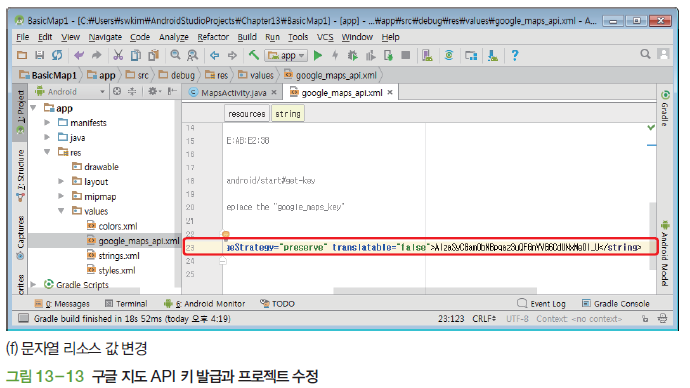 BasicMap1 - [C:₩Users₩swkim₩AndroidStudioProjects₩Chapter13₩BasicMap1] - [app] - ...₩app₩src₩debug₩res₩values₩google_maps_api.xml - A...
File Edit View Navigate Code Analyze Refactor Build Run Tools VCS Window Help
app
BasicMap1 app src debug res values google_maps_api.xml
1: Project
7: Structure
Captures
Android
app
manifests
java
res
drawable
layout
mipmap
values
colors.xml
google_maps_api.xml
strings.xml
styles.xml
Gradle Scripts
MapsActivity.java × google_maps_api.xml ×
resources string
14
15 E:AB:E2:38
16
17
18 android/start#get-key
19
20 eplace the "google_maps_key"
21
22
23
24
25
Gradle
Android Model
0: Messages Terminal 6: Android Monitor TODO Event Log Gradle Console
Gradle build finished in 18s 52ms (today 오후 4:19) 23:123 CRLF÷ UTF-8 Context: <no context>
(f) 문자열 리소스 값 변경
그림 13-13 구글 지도 API 키 발급과 프로젝트 수정